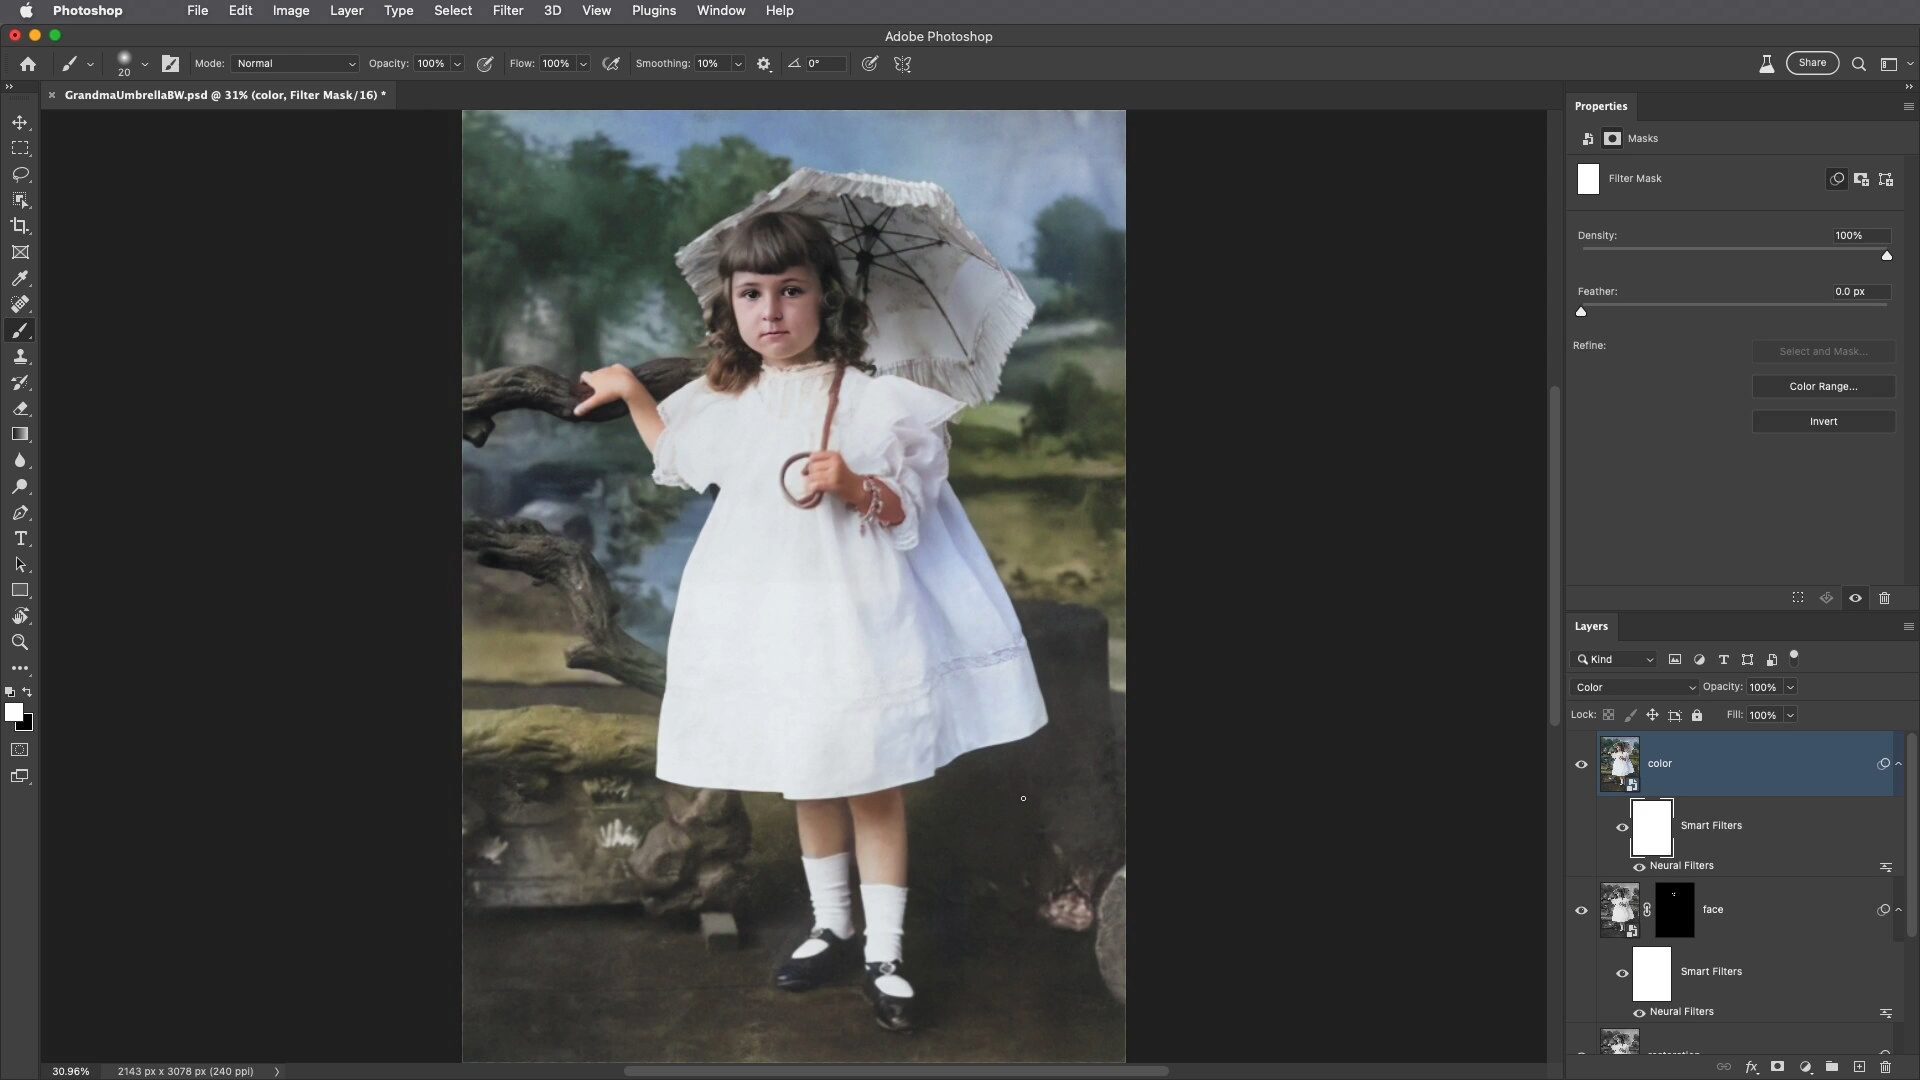 Photoshop File Edit Image Layer Type Select Filter 3D View Plugins Window Help
Adobe Photoshop
20 Mode: Normal Opacity: 100% Flow: 100% Smoothing: 10% 0° Share
GrandmaUmbrellaBW.psd @ 31% (color, Filter Mask/16) *
Properties
Masks
Filter Mask
Density: 100%
Feather: 0.0 px
Refine: Select and Mask...
Color Range...
Invert
Layers
Kind
Color Opacity: 100%
Lock: Fill: 100%
color
Smart Filters
Neural Filters
face
Smart Filters
Neural Filters
30.96% 2143 px x 3078 px (240 ppi)